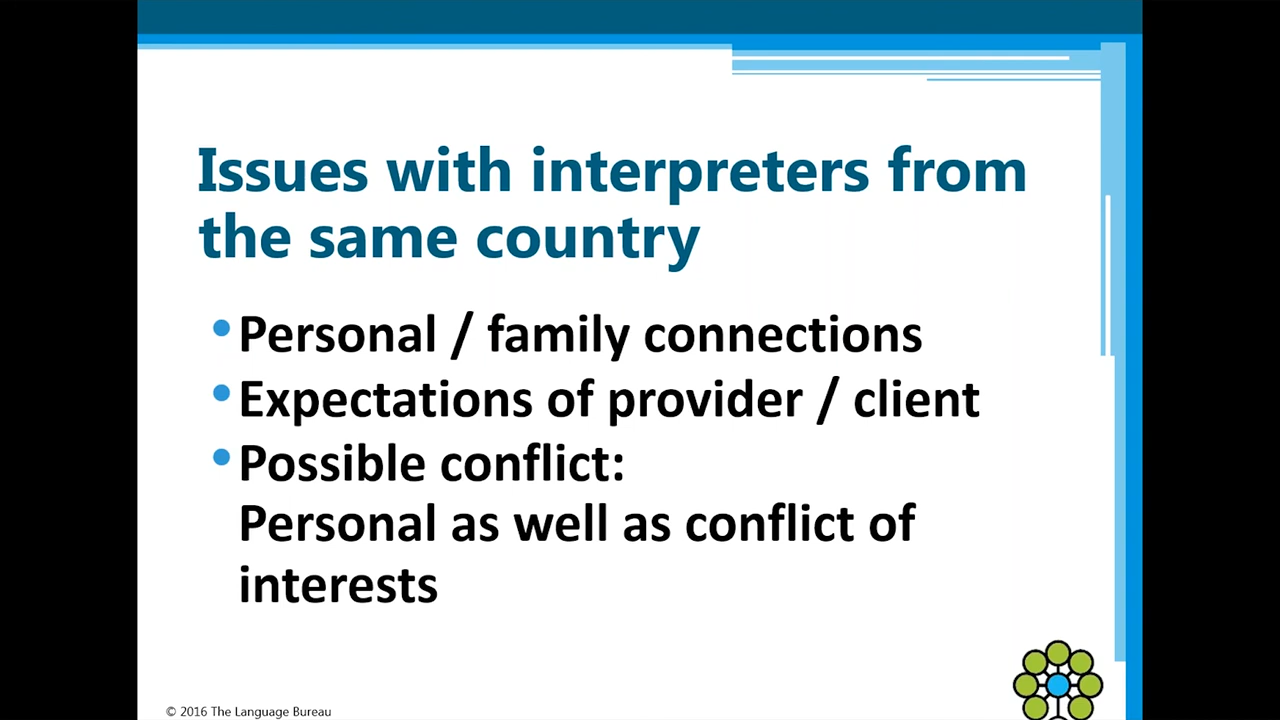 Issues with interpreters from
the same country
•Personal / family connections
•Expectations of provider / client
•Possible conflict:
Personal as well as conflict of
interests
© 2016 The Language Bureau